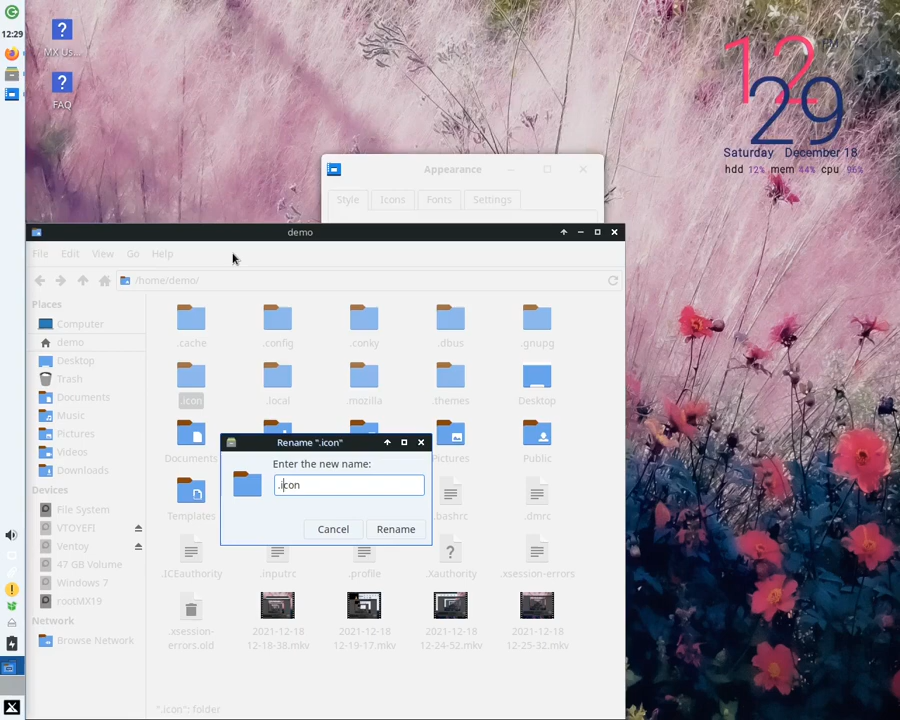 12:29
MX Us...
FAQ
12
29
Saturday December 18
hdd 12% mem 44% cpu 96%
Appearance
Style Icons Fonts Settings
demo
File Edit View Go Help
/home/demo/
Places
Computer
demo
Desktop
Trash
Documents
Music
Pictures
Videos
Downloads
Devices
File System
VTOYEFI
Ventoy
47 GB Volume
Windows 7
rootMX19
Network
Browse Network
.cache .config .conky .dbus .gnupg
.icon .local .mozilla .themes Desktop
Documents Pictures Public
Templates .bashrc .dmrc
.ICEauthority .inputrc .profile .Xauthority .xsession-errors
.xsession-errors.old
2021-12-18 12-18-38.mkv
2021-12-18 12-19-17.mkv
2021-12-18 12-24-52.mkv
2021-12-18 12-25-32.mkv
Rename ".icon"
Enter the new name:
.icon
Cancel Rename
".icon": folder